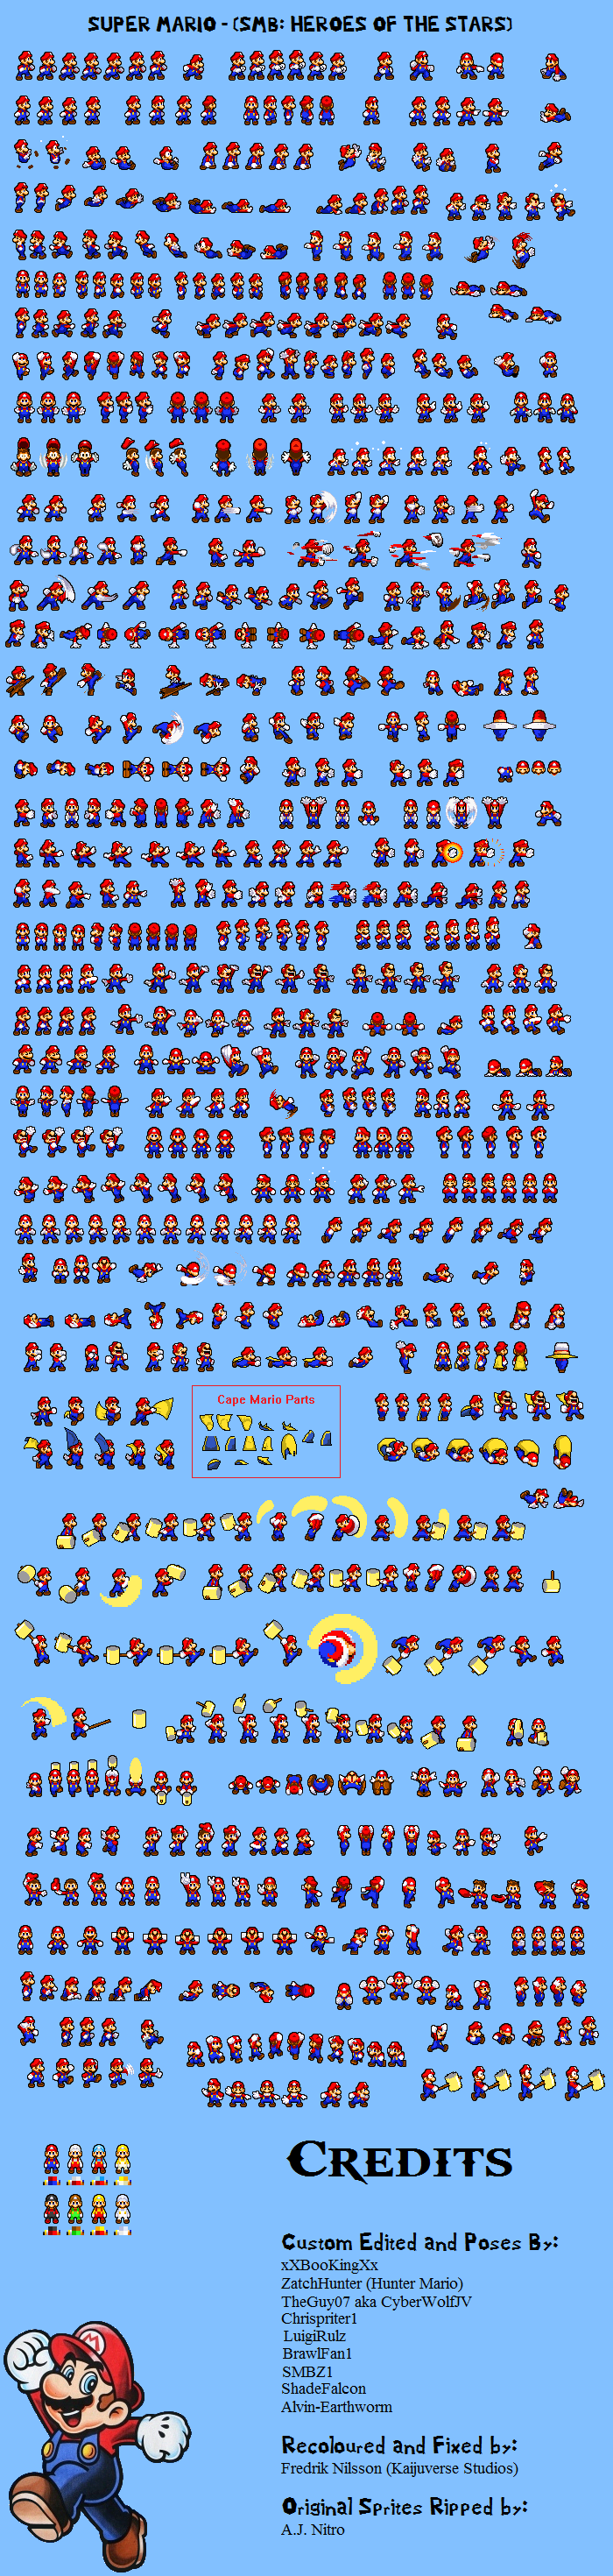 SUPER MARIO - (SMB: HEROES OF THE STARS)
Cape Mario Parts
CREDITS
Custom Edited and Poses By:
xXBooKingXx
ZatchHunter (Hunter Mario)
TheGuy07 aka CyberWolfJV
Chrispriter1
LuigiRulz
BrawlFan1
SMBZ1
ShadeFalcon
Alvin-Earthworm
Recoloured and Fixed by:
Fredrik Nilsson (Kaijuverse Studios)
Original Sprites Ripped by:
A.J. Nitro
M